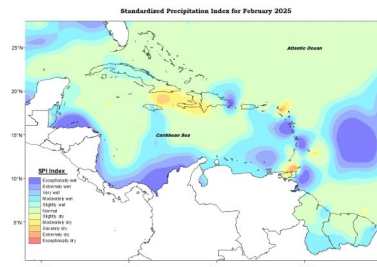 Standardized Precipitation Index for February 2025
25°N
Atlantic Ocean
20°N
15°N
Caribbean Sea
10°N
5°N
SPI Index
Exceptionally wet
Extremely wet
Very wet
Moderately wet
Slightly wet
Normal
Slightly dry
Moderately dry
Severely dry
Extremely dry
Exceptionally dry